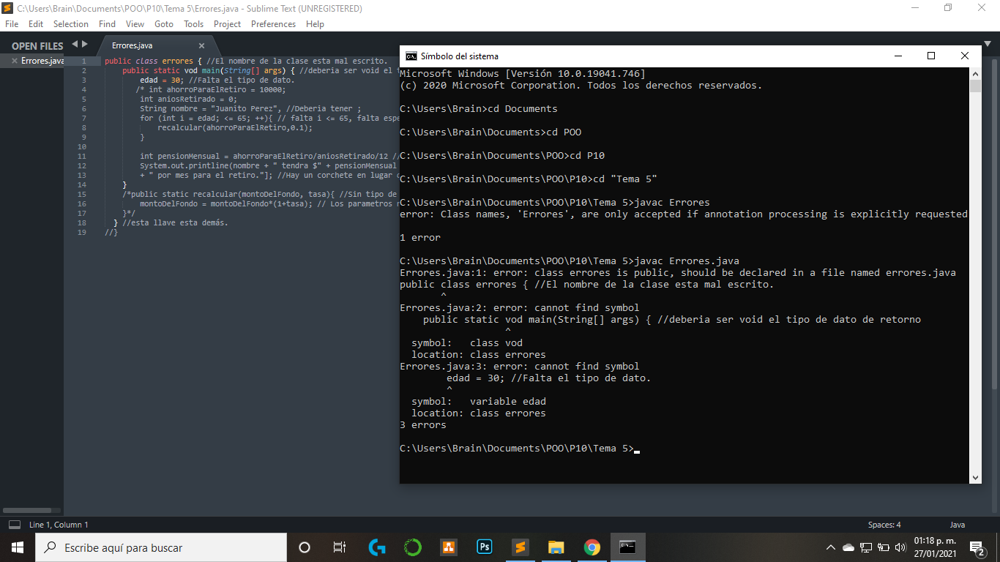 C:\Users\Brain\Documents\POO\P10\Tema 5\Errores.java - Sublime Text (UNREGISTERED)
File Edit Selection Find View Goto Tools Project Preferences Help
OPEN FILES
Errores.java
Errores.java
1 public class errores { //El nombre de la clase esta mal escrito.
2 public static vod main(String[] args) { //deberia ser void el t
3 edad = 30; //Falta el tipo de dato.
4 /* int ahorroParaElRetiro = 10000;
5 int aniosRetirado = 0;
6 String nombre = "Juanito Perez", //Deberia tener ;
7 for (int i = edad; <= 65; ++){ // falta i <= 65, falta espe
8 recalcular(ahorroParaElRetiro,0.1);
9 }
10
11 int pensionMensual = ahorroParaElRetiro/aniosRetirado/12 //
12 System.out.printline(nombre + " tendra $" + pensionMensual
13 + " por mes para el retiro."]; //Hay un corchete en lugar
14 }
15 /*public static recalcular(montoDelFondo, tasa){ //Sin tipo de
16 montoDelFondo = montoDelFondo*(1+tasa); // Los parametros
17 }*/
18 } //esta llave esta demás.
19 //}
Símbolo del sistema
Microsoft Windows [Versión 10.0.19041.746]
(c) 2020 Microsoft Corporation. Todos los derechos reservados.
C:\Users\Brain>cd Documents
C:\Users\Brain\Documents>cd POO
C:\Users\Brain\Documents\POO>cd P10
C:\Users\Brain\Documents\POO\P10>cd "Tema 5"
C:\Users\Brain\Documents\POO\P10\Tema 5>javac Errores
error: Class names, 'Errores', are only accepted if annotation processing is explicitly requested
1 error
C:\Users\Brain\Documents\POO\P10\Tema 5>javac Errores.java
Errores.java:1: error: class errores is public, should be declared in a file named errores.java
public class errores { //El nombre de la clase esta mal escrito.
^
Errores.java:2: error: cannot find symbol
public static vod main(String[] args) { //deberia ser void el tipo de dato de retorno
^
symbol: class vod
location: class errores
Errores.java:3: error: cannot find symbol
edad = 30; //Falta el tipo de dato.
^
symbol: variable edad
location: class errores
3 errors
C:\Users\Brain\Documents\POO\P10\Tema 5>
Line 1, Column 1
Spaces: 4
Java
Escribe aquí para buscar
Ps
01:18 p. m.
27/01/2021
2